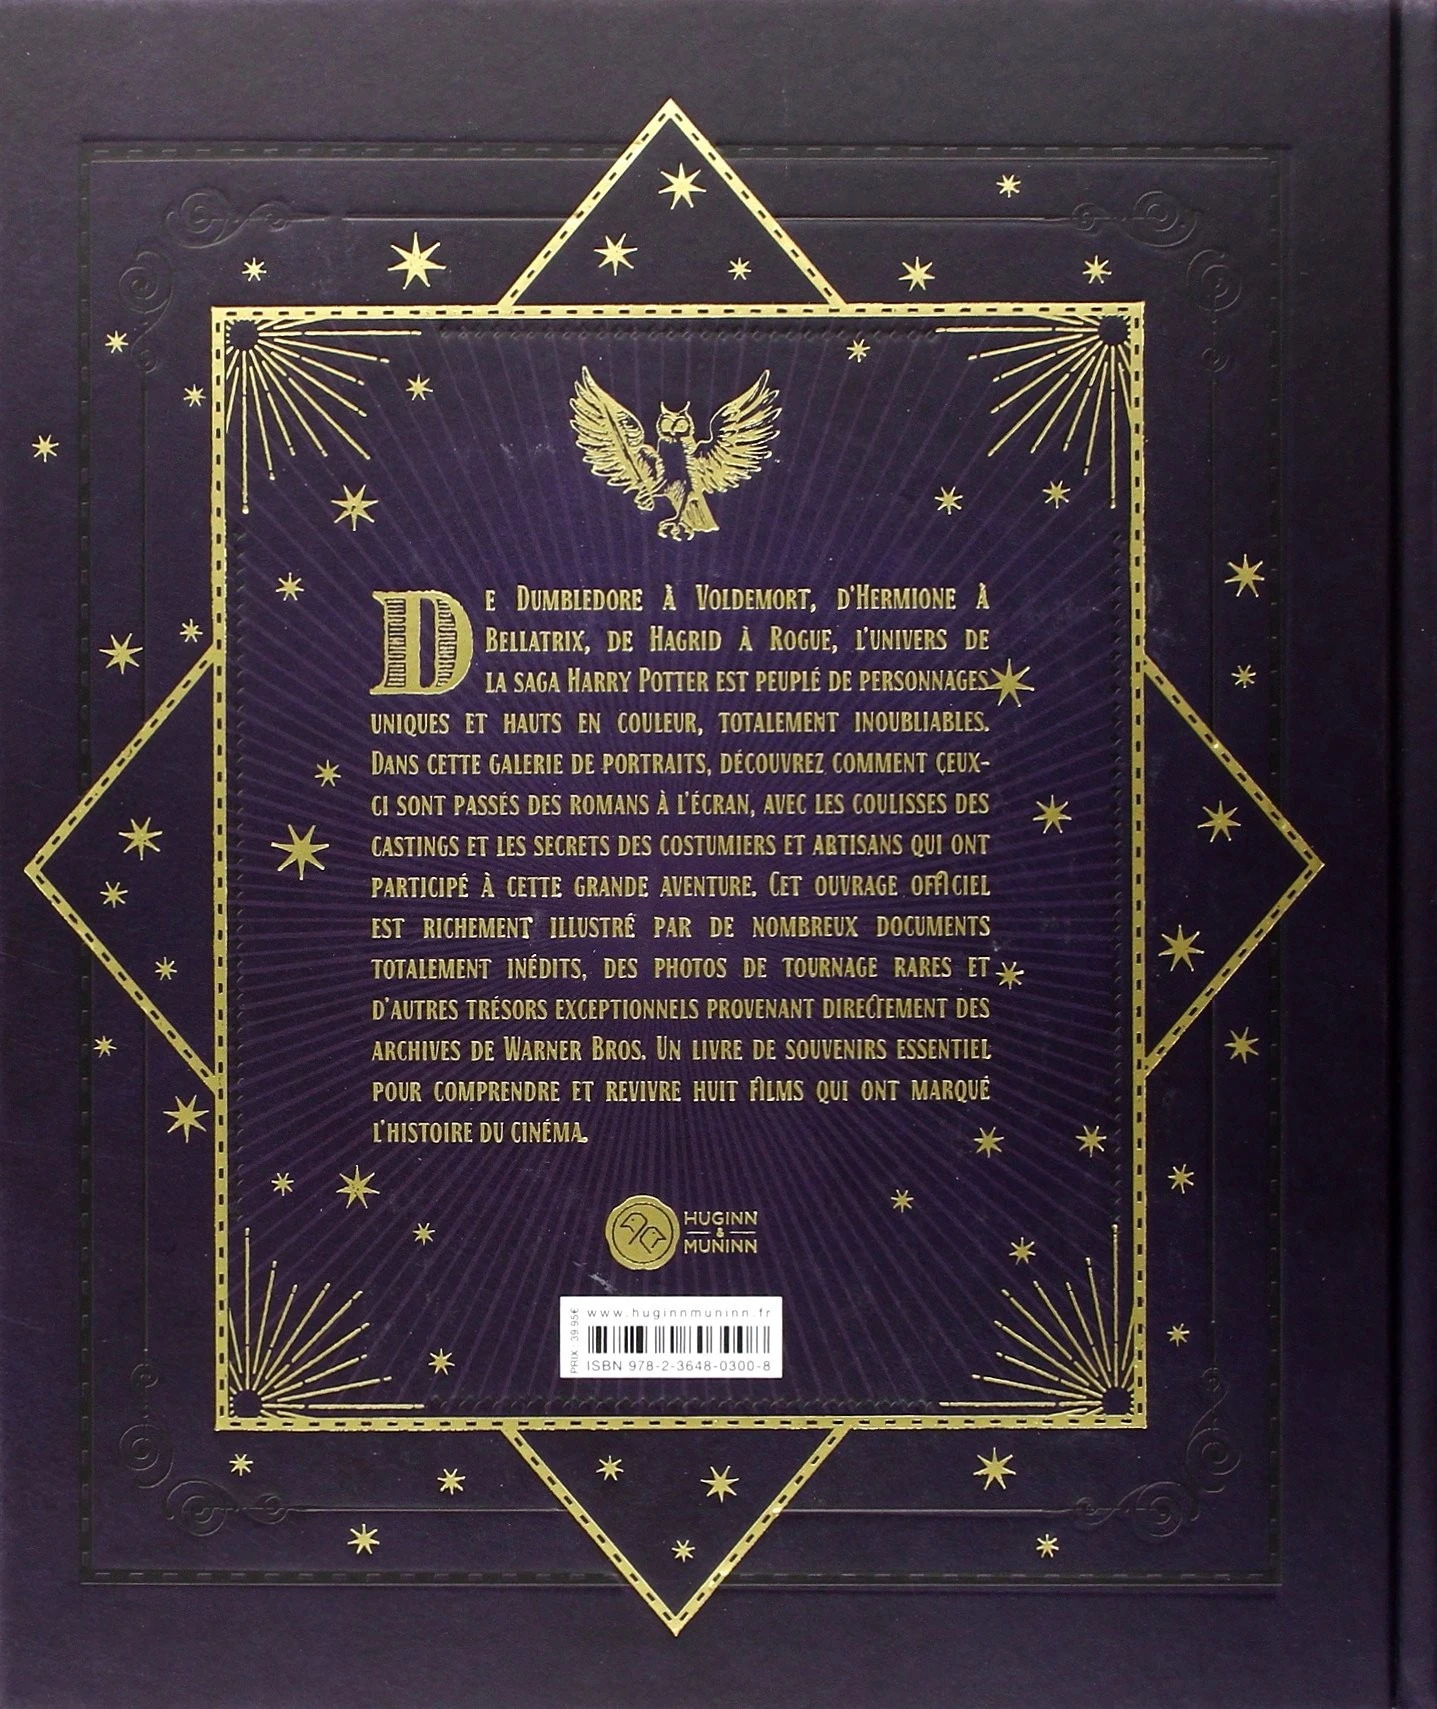 De Dumbledore à Voldemort, d'Hermione à
Bellatrix, de Hagrid à Rogue, l'univers de
la saga Harry Potter est peuplé de personnages
uniques et hauts en couleur, totalement inoubliables.
Dans cette galerie de portraits, découvrez comment ceux-
ci sont passés des romans à l'écran, avec les coulisses des
castings et les secrets des costumiers et artisans qui ont
participé à cette grande aventure. Cet ouvrage officiel
est richement illustré par de nombreux documents
totalement inédits, des photos de tournage rares et
d'autres trésors exceptionnels provenant directement des
archives de Warner Bros. Un livre de souvenirs essentiel
pour comprendre et revivre huit films qui ont marqué
l'histoire du cinéma.
HUGINN
&
MUNINN
www.huginnmuninn.fr
PRIX : 39.95€
ISBN 978-2-3648-0300-8